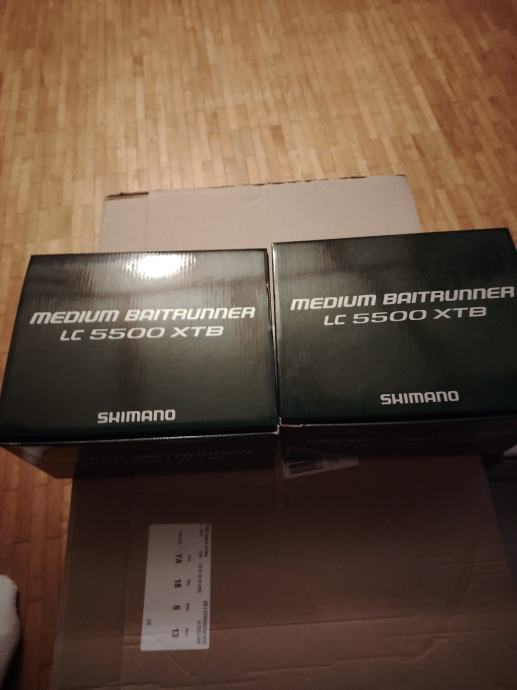 MEDIUM BAITRUNNER
LC 5500 XTB
SHIMANO
MEDIUM BAITRUNNER
LC 5500 XTB
SHIMANO
YA 18 6 13